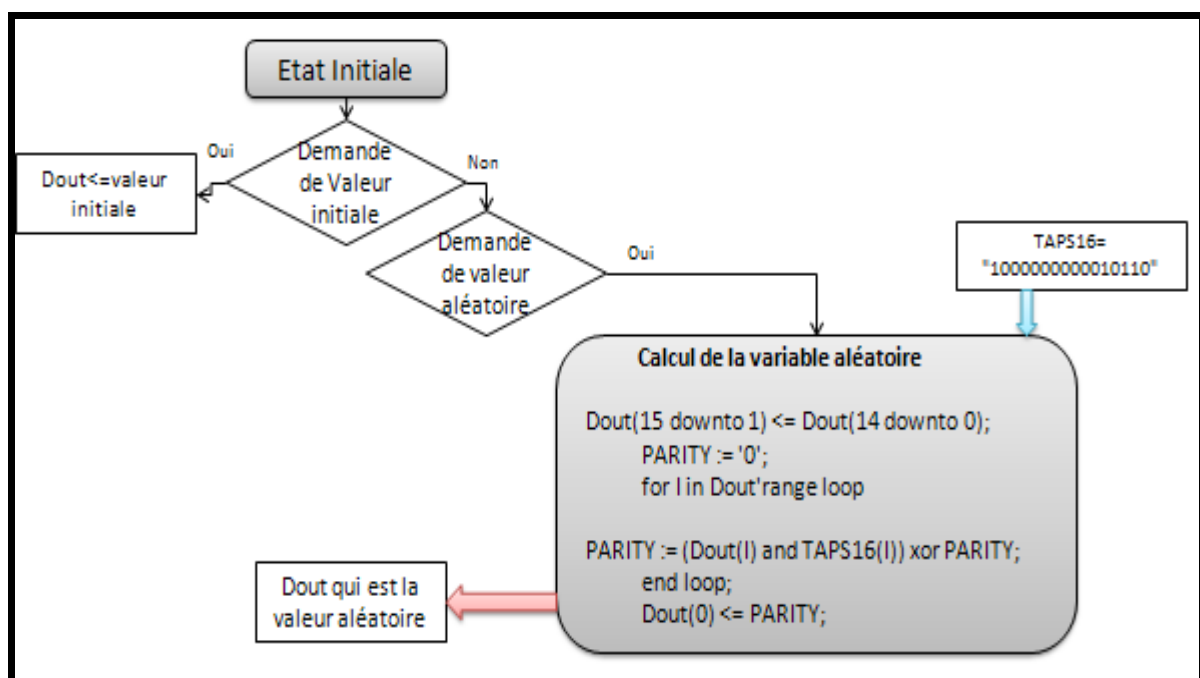 Etat Initiale
Oui
Demande
de Valeur
initiale
Non
Dout<=valeur
initiale
Demande
de valeur
aléatoire
Oui
TAPS16=
"1000000000010110"
Calcul de la variable aléatoire
Dout(15 downto 1) <= Dout(14 downto 0);
PARITY := '0';
for I in Dout'range loop
PARITY := (Dout(I) and TAPS16(I)) xor PARITY;
end loop;
Dout(0) <= PARITY;
Dout qui est la
valeur aléatoire